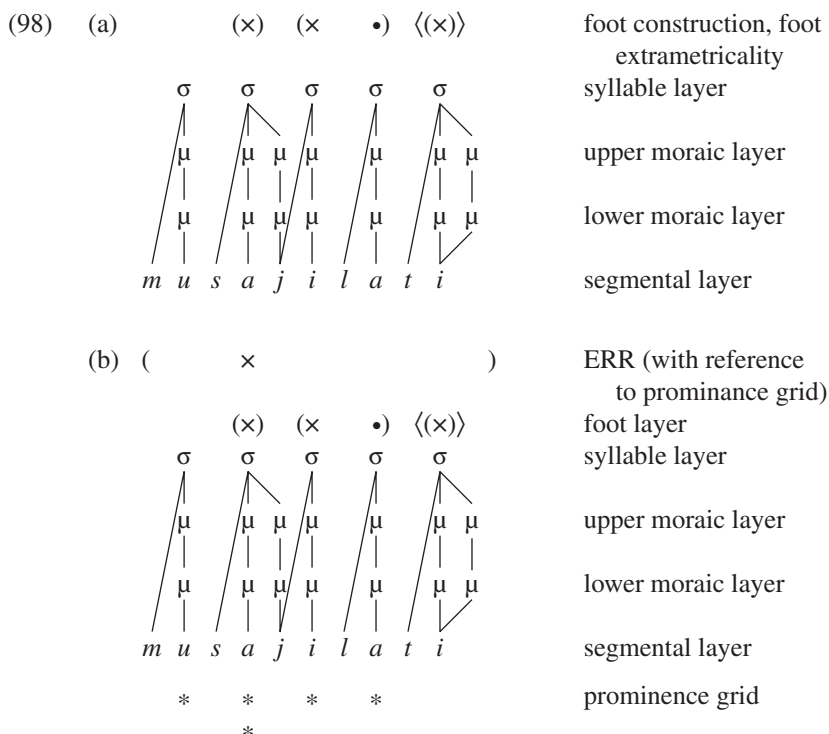 (98) (a) (×) (× •) ⟨(×)⟩ foot construction, foot
extrametricality
σ σ σ σ σ syllable layer
μ μ μ μ μ μ μ upper moraic layer
μ μ μ μ μ μ μ lower moraic layer
m u s a j i l a t i segmental layer
(b) ( × ) ERR (with reference
to prominance grid)
(×) (× •) ⟨(×)⟩ foot layer
σ σ σ σ σ syllable layer
μ μ μ μ μ μ μ upper moraic layer
μ μ μ μ μ μ μ lower moraic layer
m u s a j i l a t i segmental layer
* * * * prominence grid
*